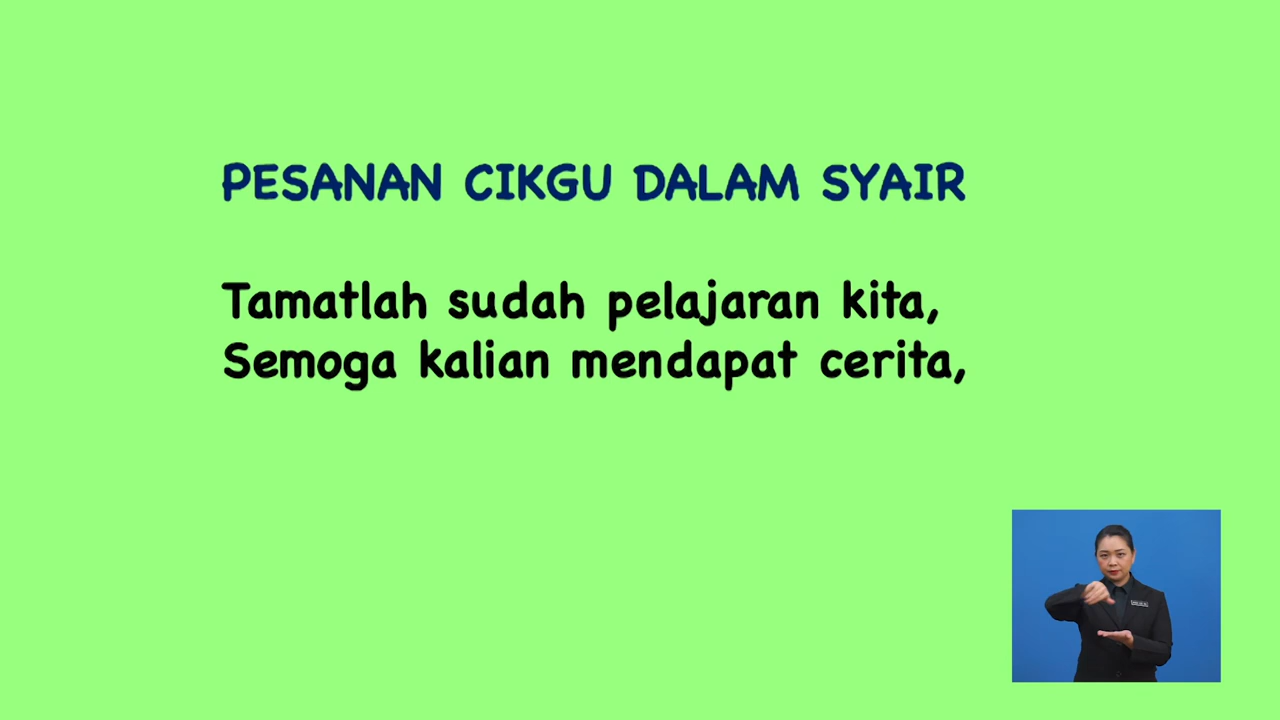 PESANAN CIKGU DALAM SYAIR
Tamatlah sudah pelajaran kita,
Semoga kalian mendapat cerita,